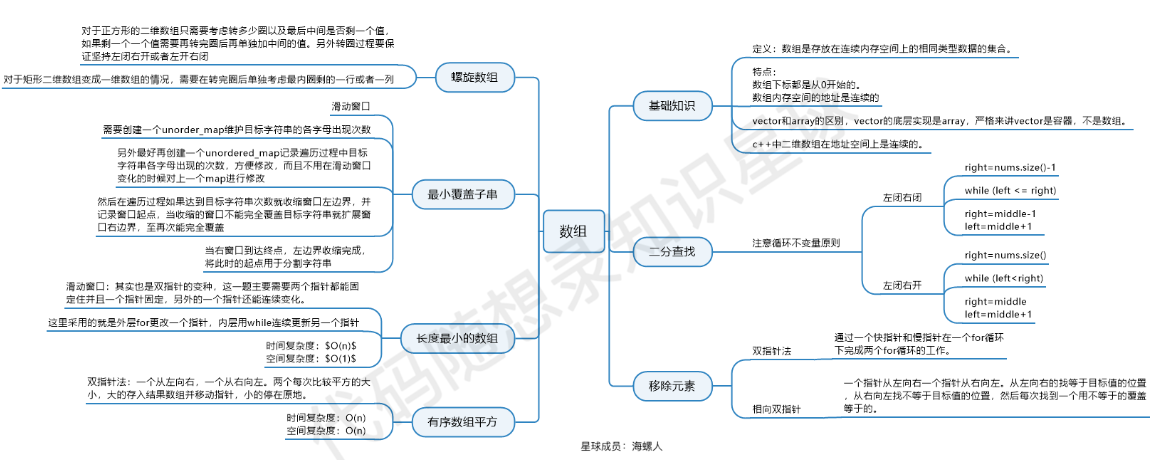 对于正方形的二维数组只需要考虑转多少圈以及最后中间是否剩一个值，
如果剩一个一个值需要再转完圈后再单独加中间的值。另外转圈过程要保
证坚持左闭右开或者左开右闭
对于矩形二维数组变成一维数组的情况，需要在转完圈后单独考虑最内圈剩的一行或者一列
螺旋数组
滑动窗口
需要创建一个unorder_map维护目标字符串的各字母出现次数
另外最好再创建一个unordered_map记录遍历过程中目标
字符串各字母出现的次数，方便修改，而且不用在滑动窗口
变化的时候对上一个map进行修改
然后在遍历过程如果达到目标字符串次数就收缩窗口左边界，并
记录窗口起点，当收缩的窗口不能完全覆盖目标字符串就扩展窗
口右边界，至再次能完全覆盖
当右窗口到达终点，左边界收缩完成，
将此时的起点用于分割字符串
最小覆盖子串
滑动窗口：其实也是双指针的变种，这一题主要需要两个指针都能固
定住并且一个指针固定，另外的一个指针还能连续变化。
这里采用的就是外层for更改一个指针，内层用while连续更新另一个指针
时间复杂度：$O(n)$
空间复杂度：$O(1)$
长度最小的数组
双指针法：一个从左向右，一个从右向左。两个每次比较平方的大
小，大的存入结果数组并移动指针，小的停在原地。
时间复杂度：O(n)
空间复杂度：O(n)
有序数组平方
数组
基础知识
定义：数组是存放在连续内存空间上的相同类型数据的集合。
特点：
数组下标都是从0开始的。
数组内存空间的地址是连续的
vector和array的区别，vector的底层实现是array，严格来讲vector是容器，不是数组。
c++中二维数组在地址空间上是连续的。
二分查找
注意循环不变量原则
左闭右闭
right=nums.size()-1
while (left <= right)
right=middle-1
left=middle+1
左闭右开
right=nums.size()
while (left<right)
right=middle
left=middle+1
移除元素
双指针法
通过一个快指针和慢指针在一个for循环
下完成两个for循环的工作。
相向双指针
一个指针从左向右一个指针从右向左。从左向右的找等于目标值的位置
，从右向左找不等于目标值的位置，然后每次找到一个用不等于的覆盖
等于的。
星球成员：海螺人
代码随想录知识星球